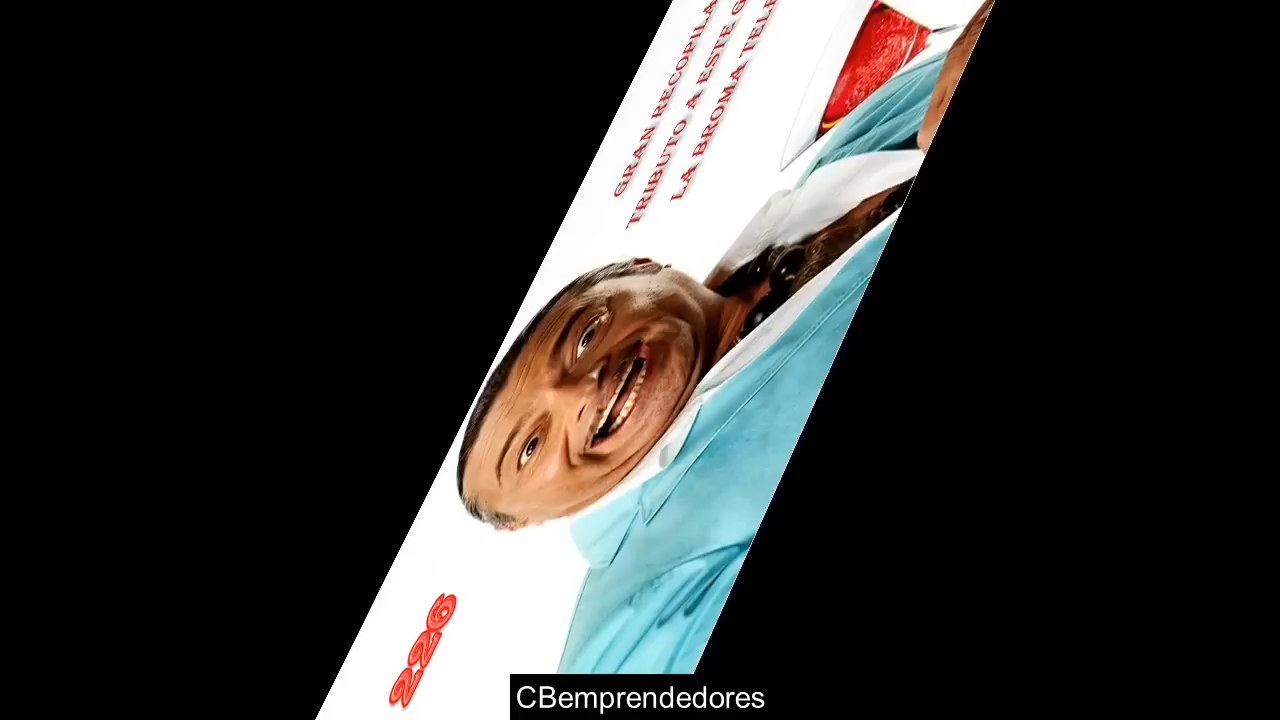 GRAN RECOPILA
TRIBUTO A ESTE G
LA BROMA TELE
226
CBemprendedores